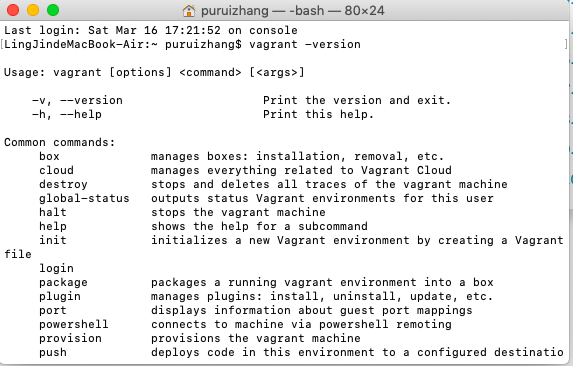 puruizhang — -bash — 80×24
Last login: Sat Mar 16 17:21:52 on console
[LingJindeMacBook-Air:~ puruizhang$ vagrant -version ]
Usage: vagrant [options] <command> [<args>]
-v, --version Print the version and exit.
-h, --help Print this help.
Common commands:
box manages boxes: installation, removal, etc.
cloud manages everything related to Vagrant Cloud
destroy stops and deletes all traces of the vagrant machine
global-status outputs status Vagrant environments for this user
halt stops the vagrant machine
help shows the help for a subcommand
init initializes a new Vagrant environment by creating a Vagrant
file
login
package packages a running vagrant environment into a box
plugin manages plugins: install, uninstall, update, etc.
port displays information about guest port mappings
powershell connects to machine via powershell remoting
provision provisions the vagrant machine
push deploys code in this environment to a configured destinatio